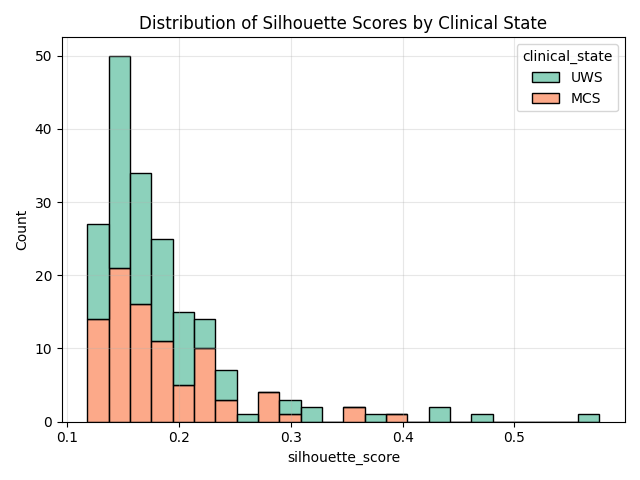 Distribution of Silhouette Scores by Clinical State
clinical_state
UWS
MCS
Count
50
40
30
20
10
0
0.1 0.2 0.3 0.4 0.5
silhouette_score